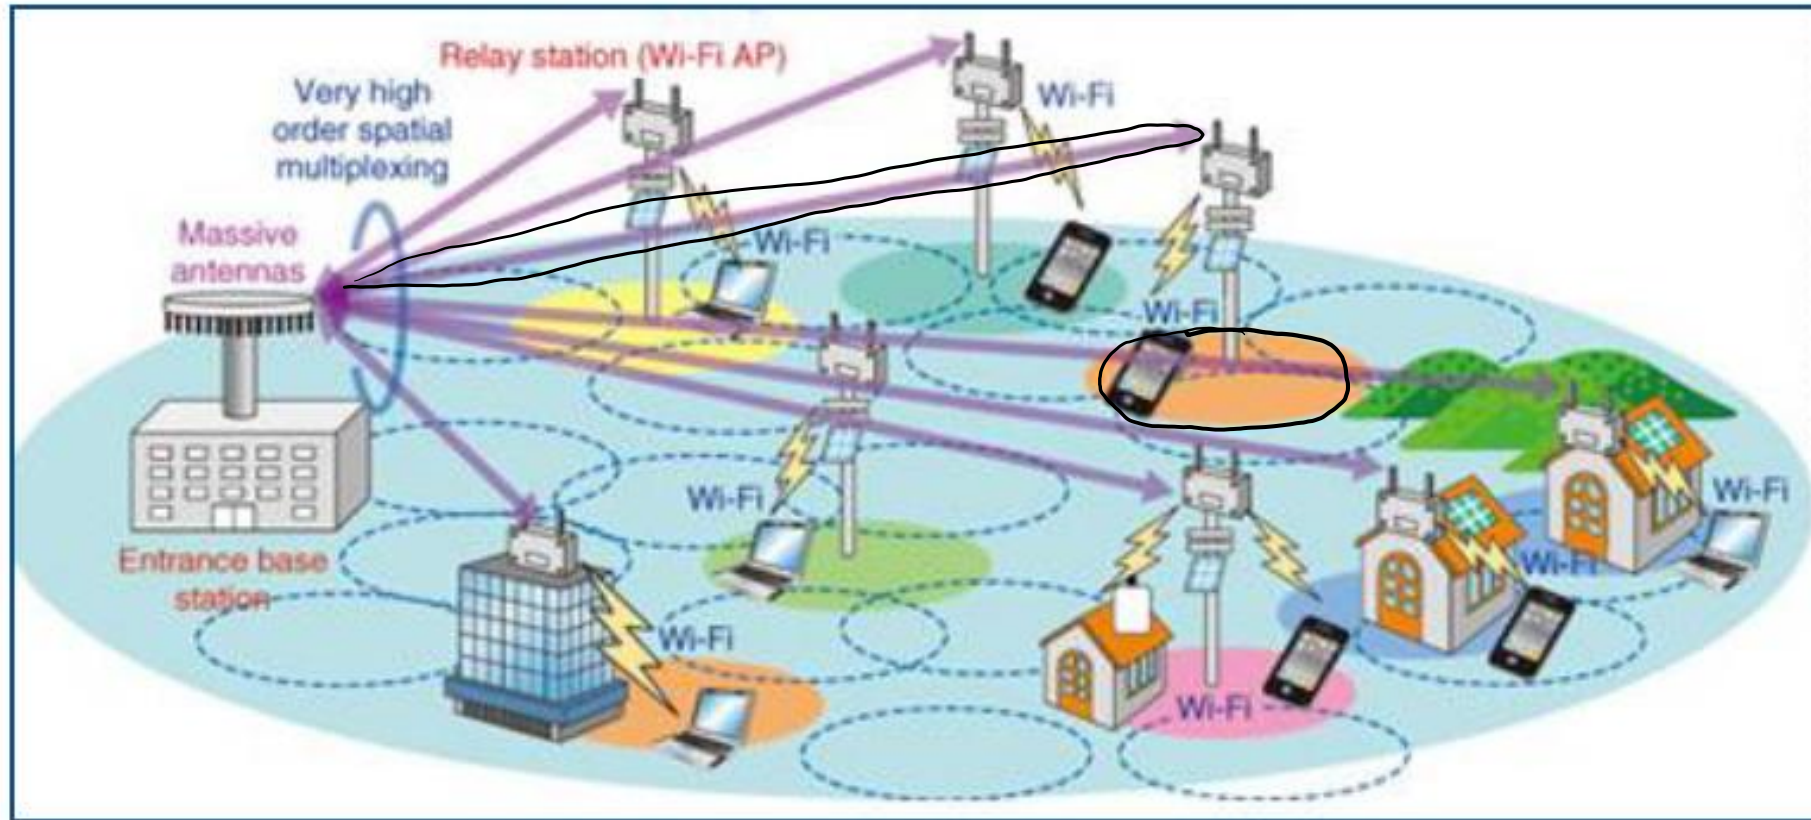 Relay station (Wi-Fi AP)
Very high
order spatial
multiplexing
Wi-Fi
Massive
antennas
Wi-Fi
Wi-Fi
Wi-Fi
Wi-Fi
Entrance base
station
Wi-Fi
Wi-Fi
Wi-Fi